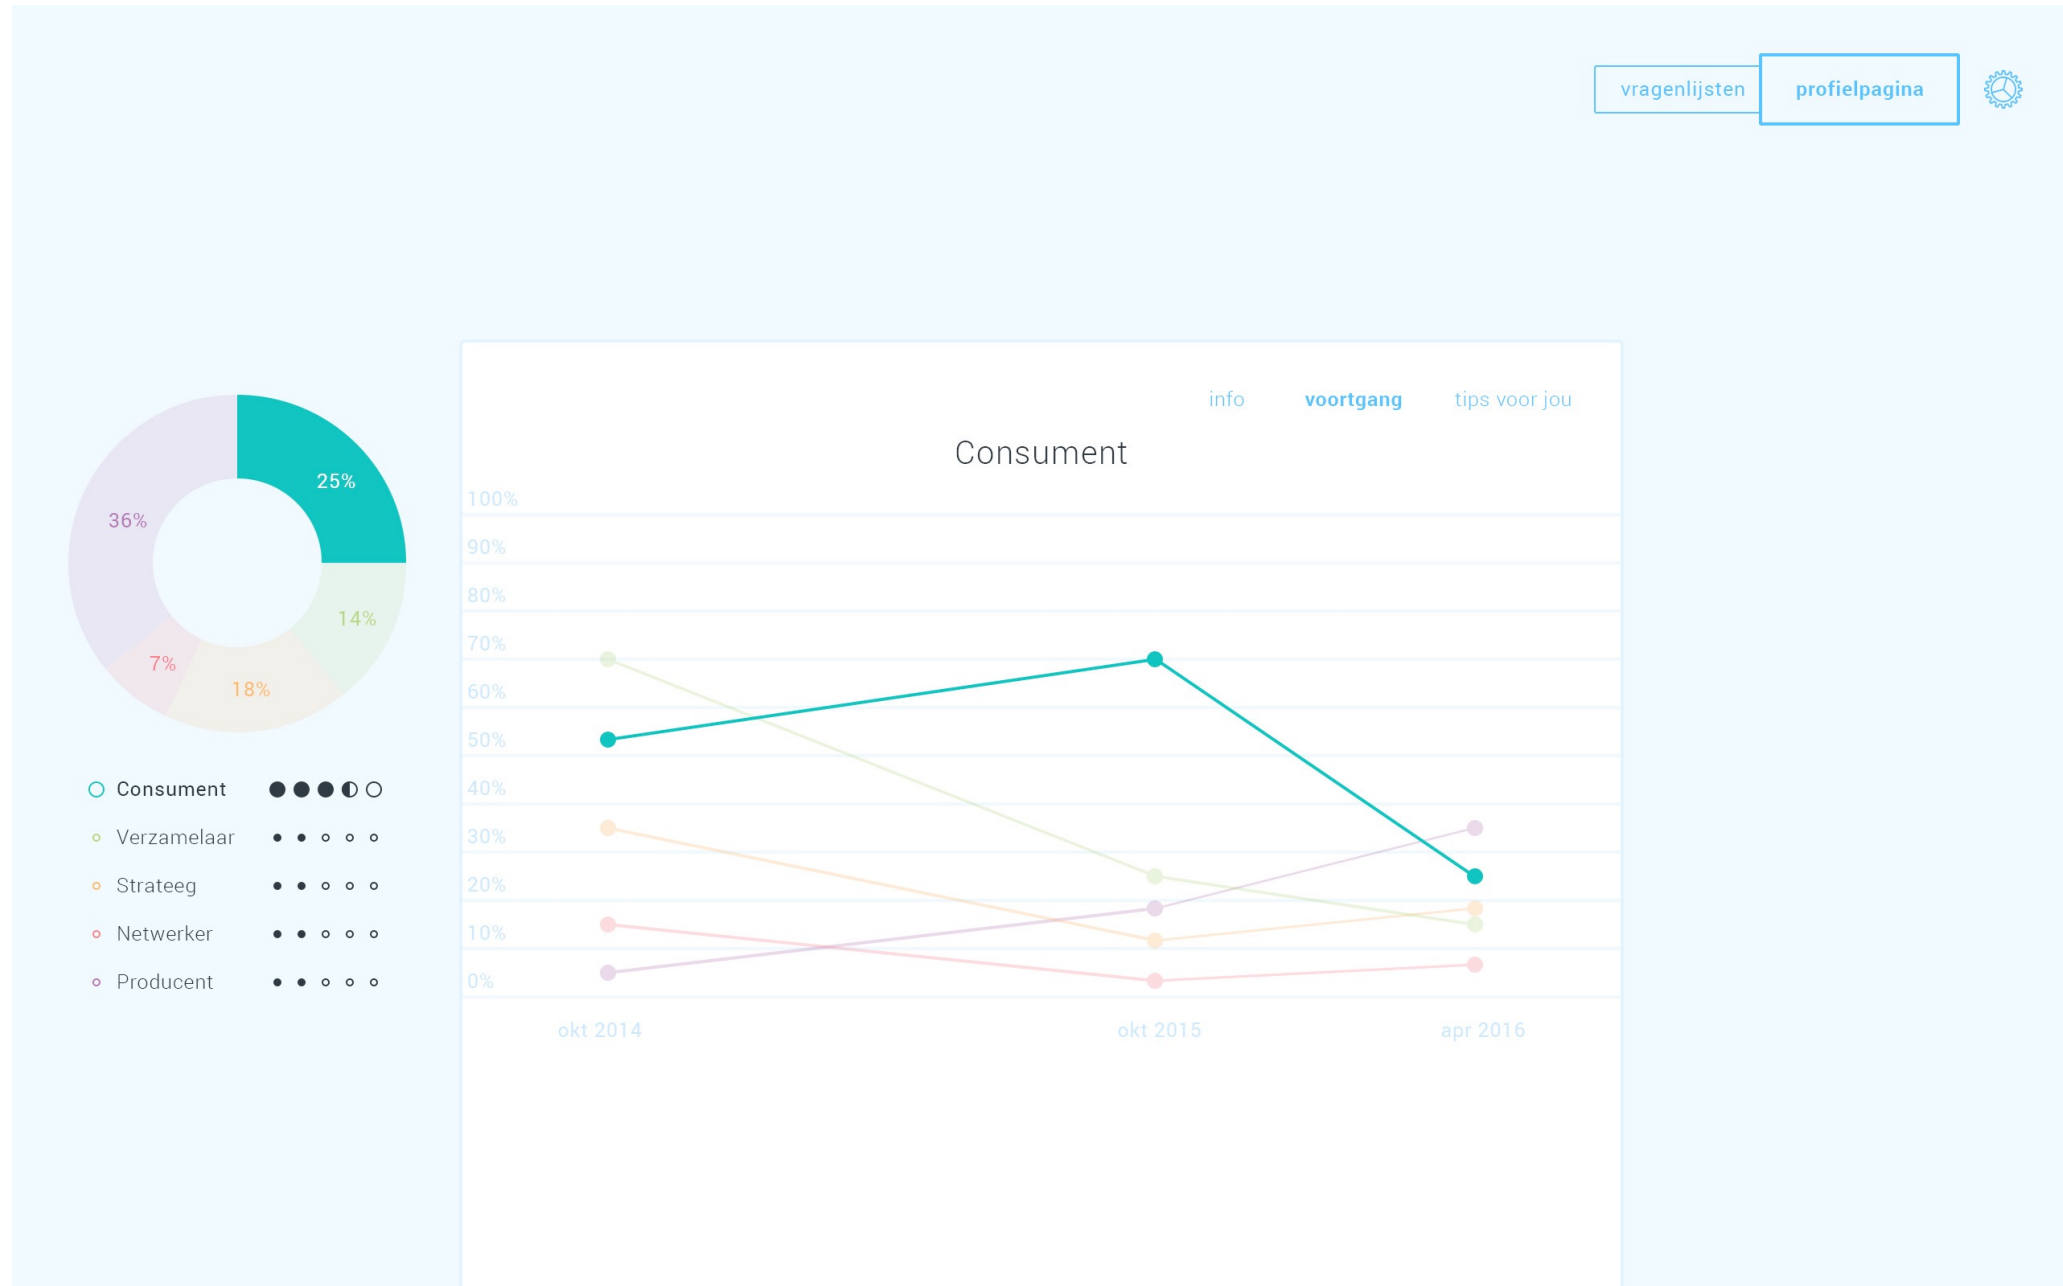 vragenlijsten
profielpagina
info
voortgang
tips voor jou
Consument
100%
90%
80%
70%
60%
50%
40%
30%
20%
10%
0%
okt 2014
okt 2015
apr 2016
25%
36%
14%
7%
18%
Consument
Verzamelaar
Strateeg
Netwerker
Producent